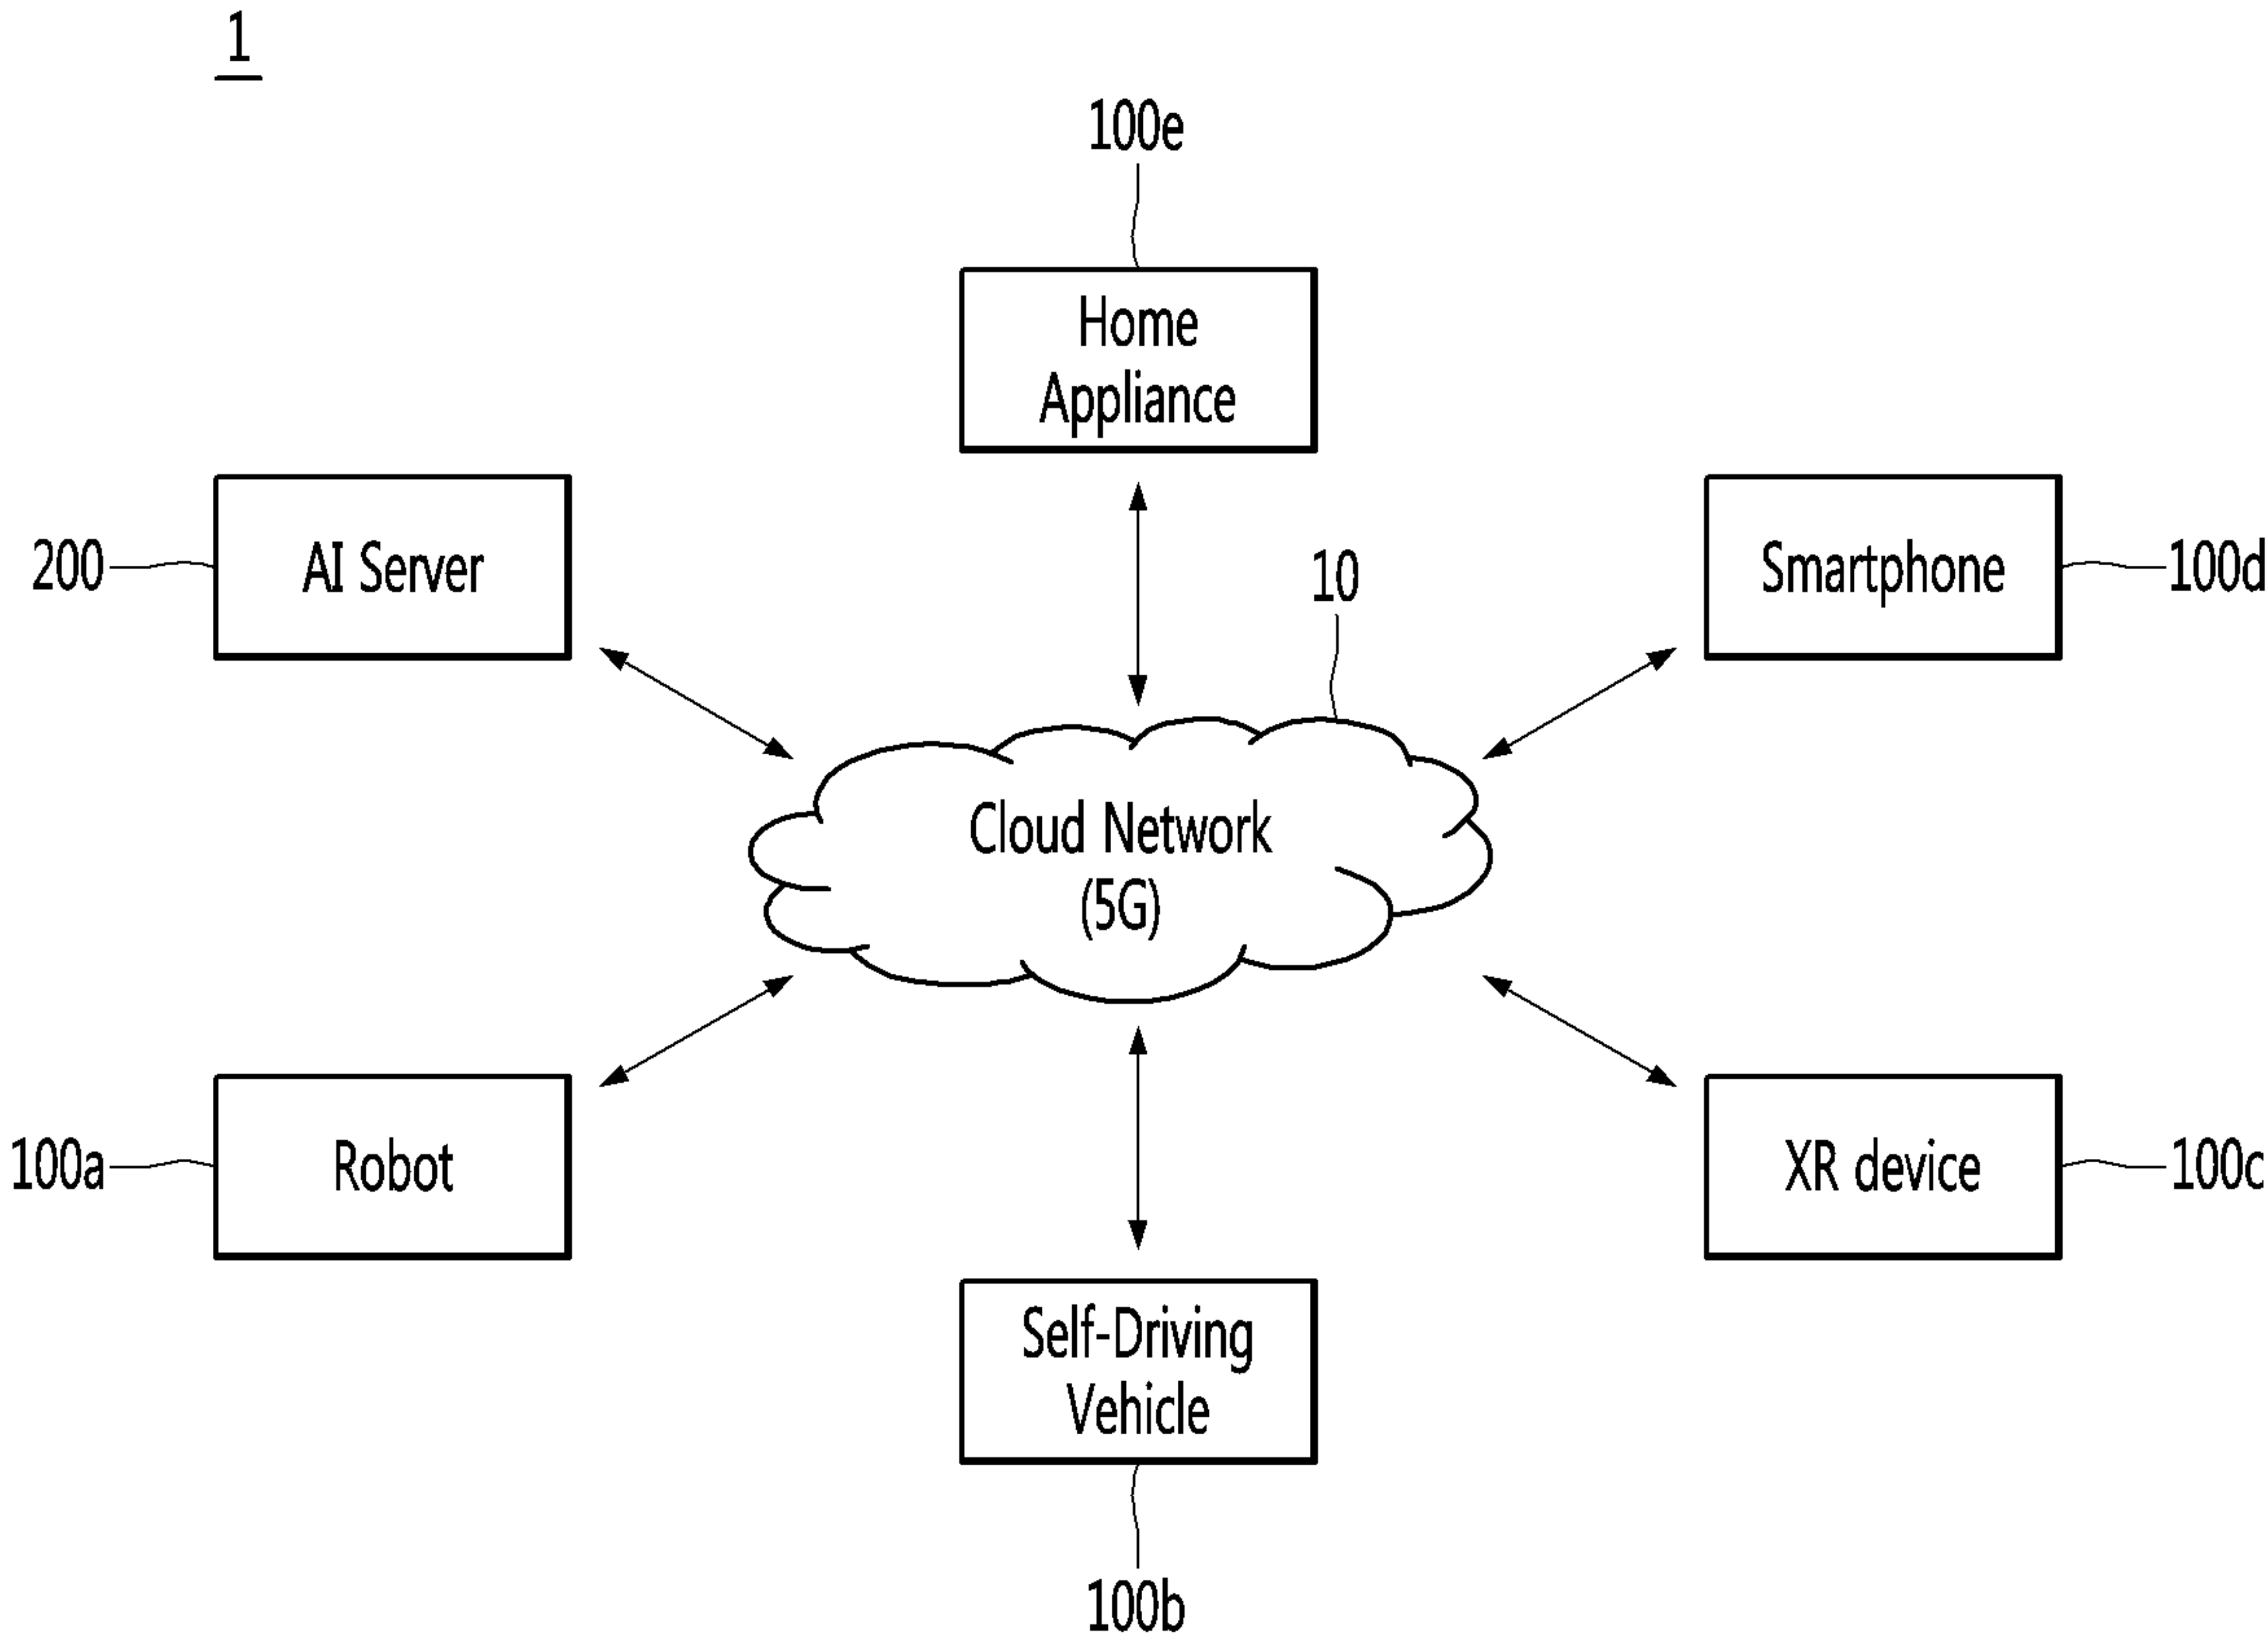 1
100e
Home
Appliance
200
AI Server
10
Smartphone
100d
Cloud Network
(5G)
100a
Robot
XR device
100c
Self-Driving
Vehicle
100b